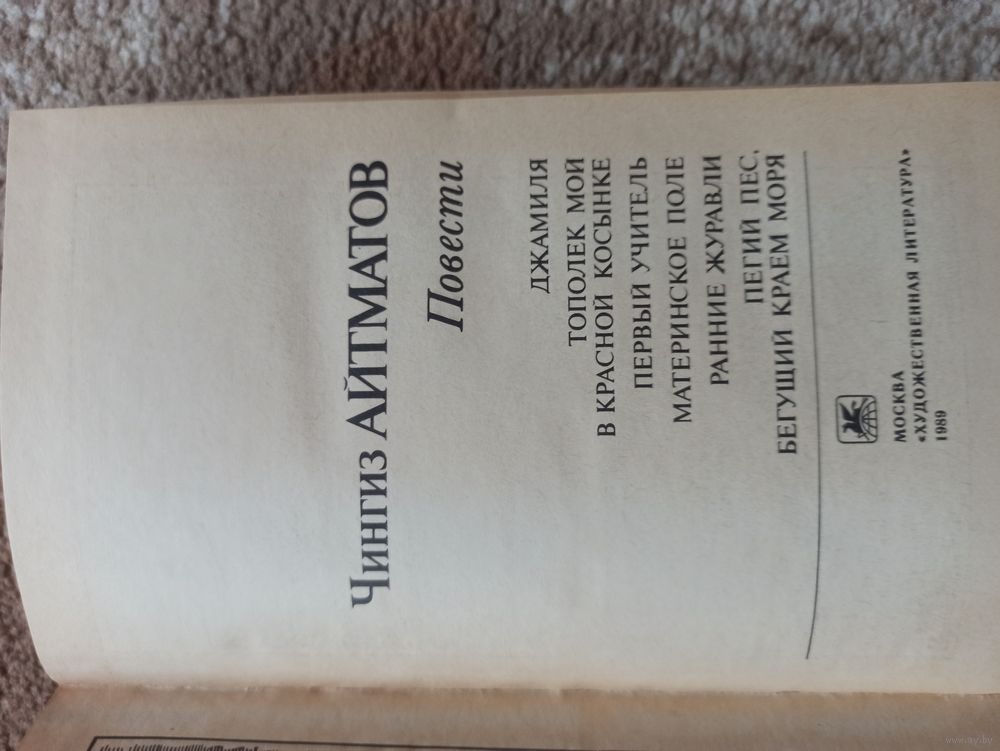 Чингиз АЙТМАТОВ
Повести
ДЖАМИЛЯ
ТОПОЛЕК МОЙ
В КРАСНОЙ КОСЫНКЕ
ПЕРВЫЙ УЧИТЕЛЬ
МАТЕРИНСКОЕ ПОЛЕ
РАННИЕ ЖУРАВЛИ
ПЕГИЙ ПЕС,
БЕГУЩИЙ КРАЕМ МОРЯ
МОСКВА
«ХУДОЖЕСТВЕННАЯ ЛИТЕРАТУРА»
1989